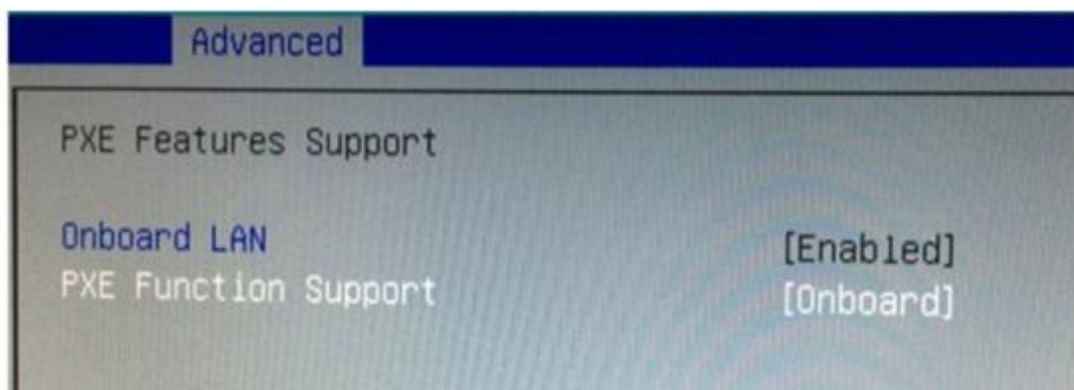 Advanced
PXE Features Support
Onboard LAN [Enabled]
PXE Function Support [Onboard]